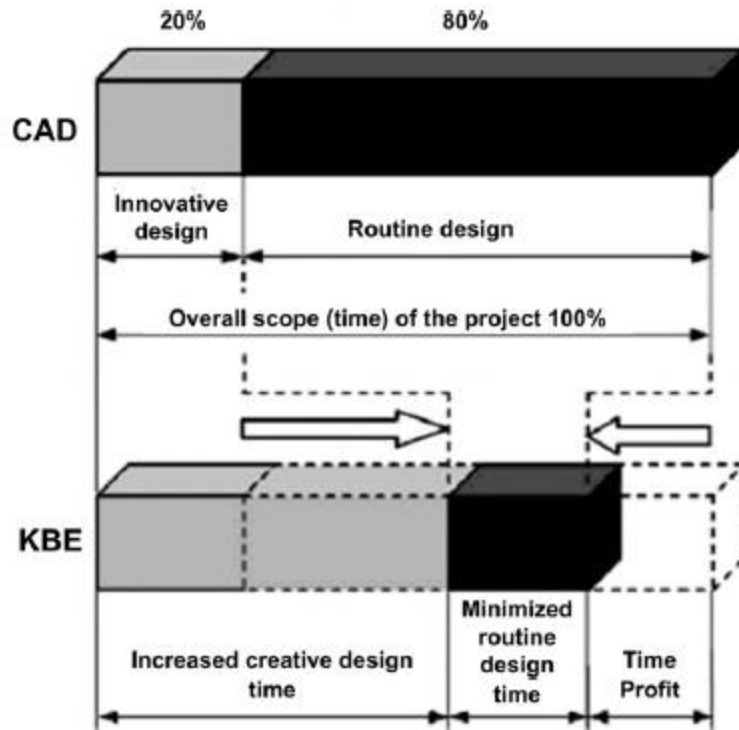 20% 80%
CAD
Innovative
design
Routine design
Overall scope (time) of the project 100%
KBE
Increased creative design
time
Minimized
routine
design
time
Time
Profit